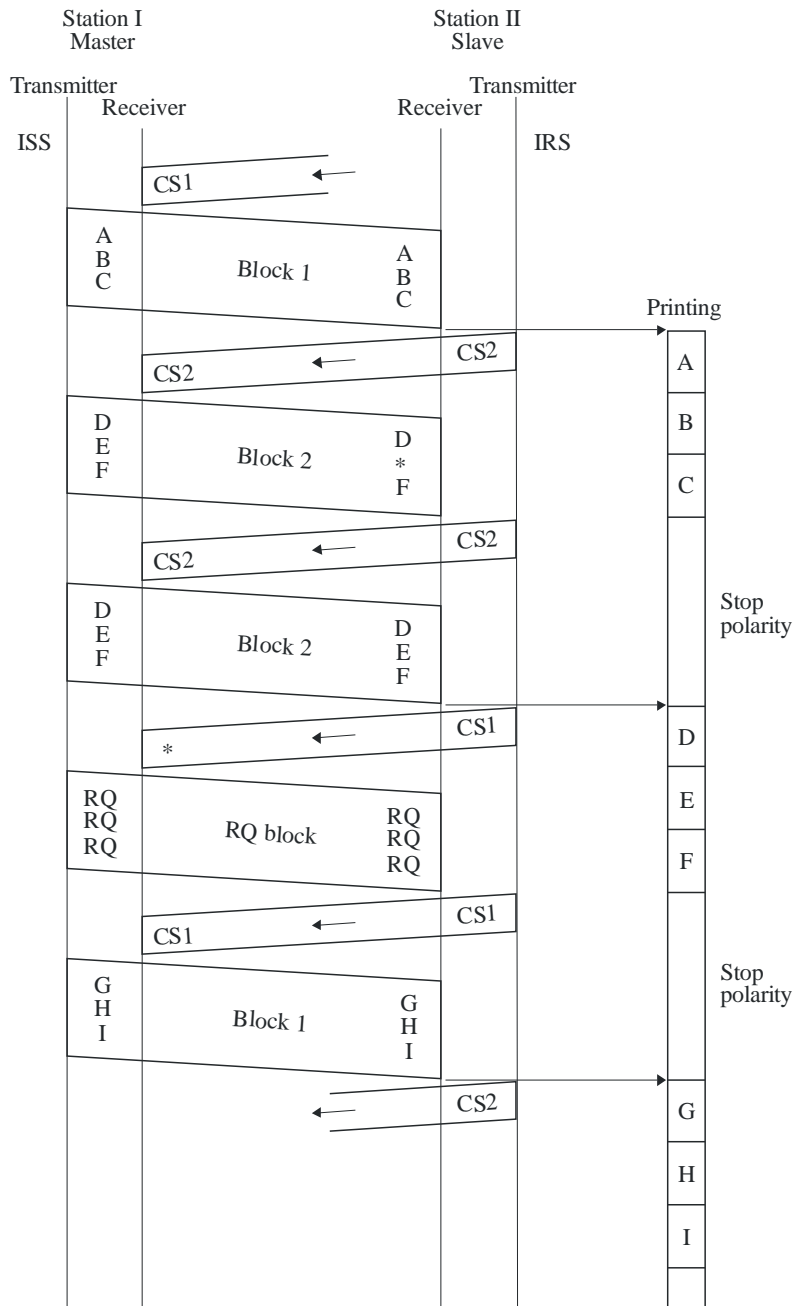 Station I
Master
Station II
Slave
Transmitter
Receiver
Receiver
Transmitter
ISS
IRS
CS1
A
B
C
Block 1
A
B
C
Printing
CS2
CS2
A
B
C
D
E
F
Block 2
D
*
F
CS2
CS2
Stop
polarity
D
E
F
Block 2
D
E
F
*
CS1
D
E
F
RQ
RQ
RQ
RQ block
RQ
RQ
RQ
CS1
CS1
Stop
polarity
G
H
I
Block 1
G
H
I
CS2
G
H
I